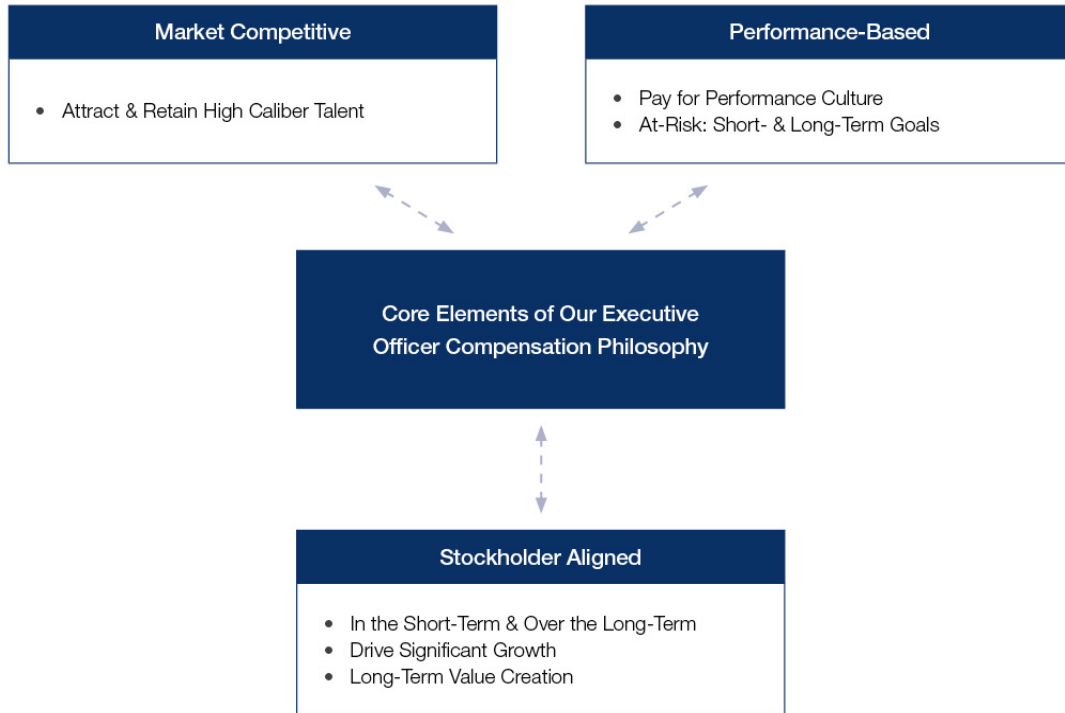 Market Competitive
• Attract & Retain High Caliber Talent
Performance-Based
• Pay for Performance Culture
• At-Risk: Short- & Long-Term Goals
Core Elements of Our Executive
Officer Compensation Philosophy
Stockholder Aligned
• In the Short-Term & Over the Long-Term
• Drive Significant Growth
• Long-Term Value Creation